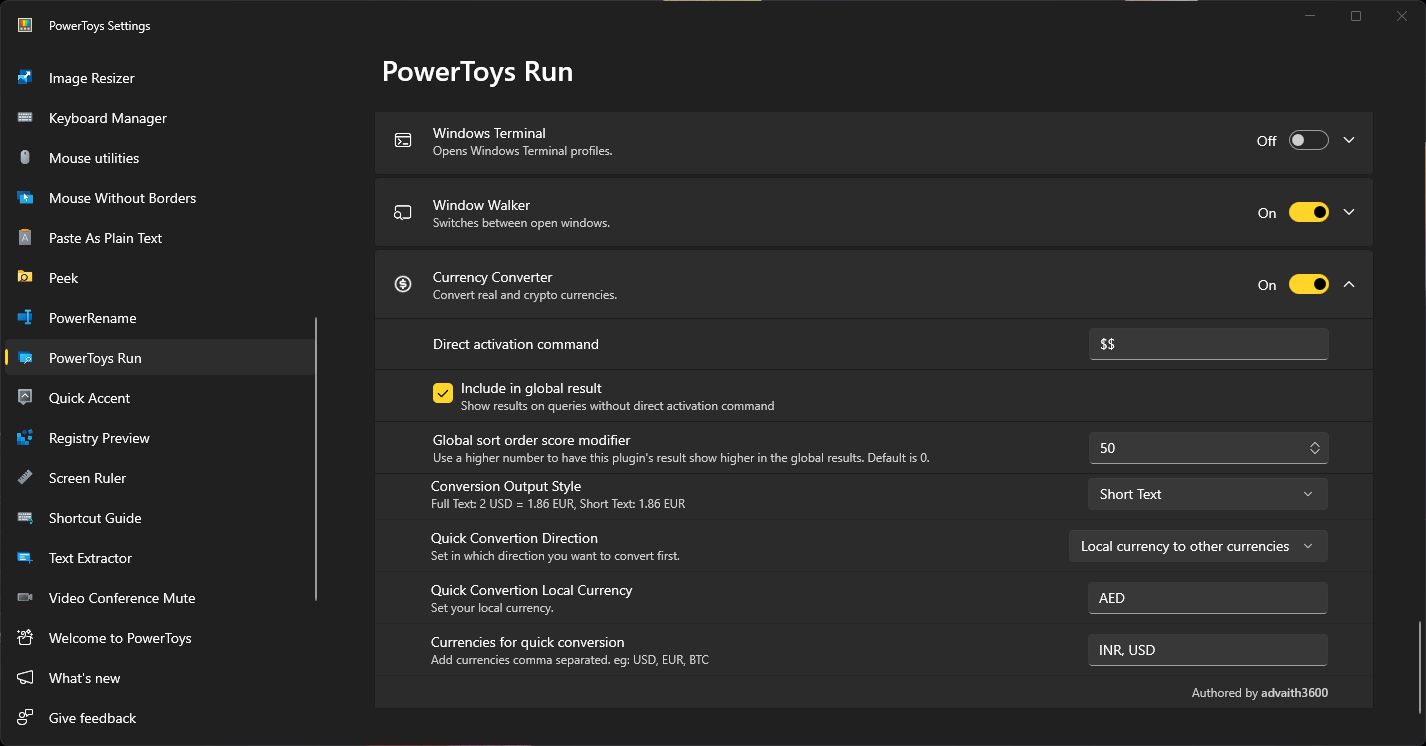 PowerToys Settings
Image Resizer
Keyboard Manager
Mouse utilities
Mouse Without Borders
Paste As Plain Text
Peek
PowerRename
PowerToys Run
Quick Accent
Registry Preview
Screen Ruler
Shortcut Guide
Text Extractor
Video Conference Mute
Welcome to PowerToys
What's new
Give feedback
PowerToys Run
Windows Terminal
Opens Windows Terminal profiles.
Off
Window Walker
Switches between open windows.
On
Currency Converter
Convert real and crypto currencies.
On
Direct activation command
$$
Include in global result
Show results on queries without direct activation command
Global sort order score modifier
Use a higher number to have this plugin's result show higher in the global results. Default is 0.
50
Conversion Output Style
Full Text: 2 USD = 1.86 EUR, Short Text: 1.86 EUR
Short Text
Quick Convertion Direction
Set in which direction you want to convert first.
Local currency to other currencies
Quick Convertion Local Currency
Set your local currency.
AED
Currencies for quick conversion
Add currencies comma separated. eg: USD, EUR, BTC
INR, USD
Authored by advaith3600